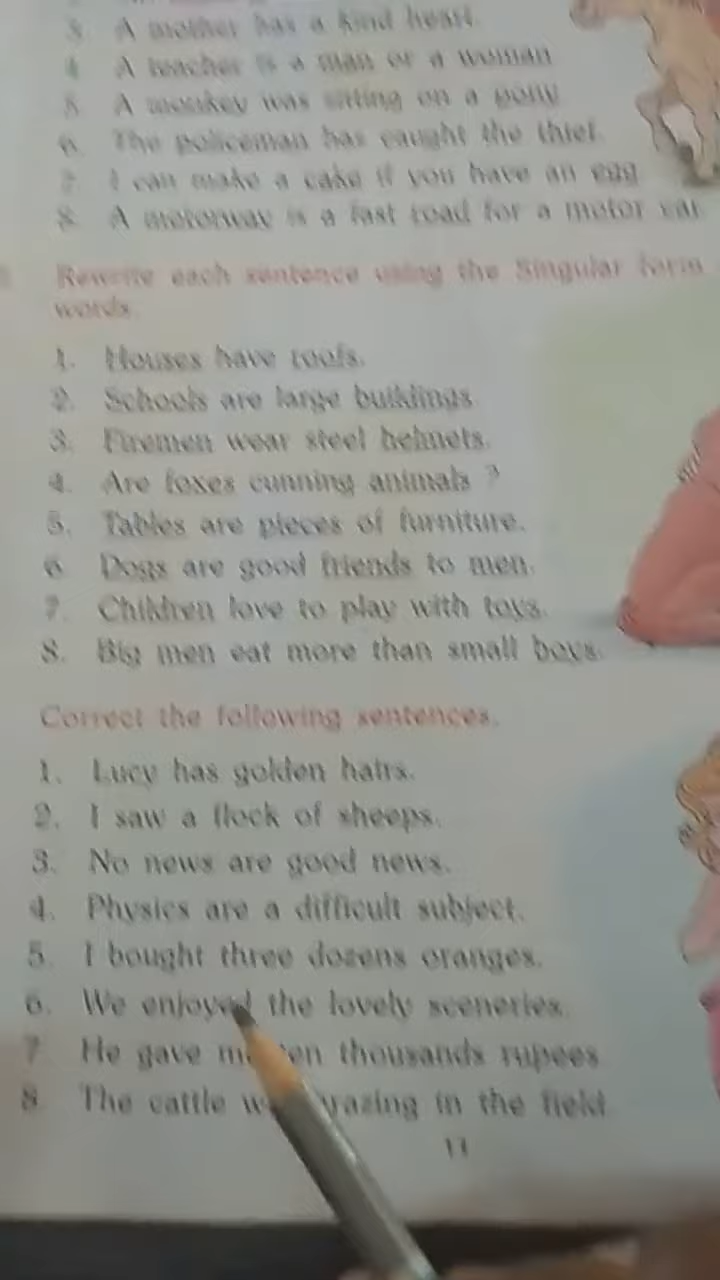 3. A mother has a kind heart.
4. A teacher is a man or a woman
5. A monkey was sitting on a pony
6. The policeman has caught the thief.
7. I can make a cake if you have an egg
8. A motorway is a fast road for a motor car
Rewrite each sentence using the Singular form
words.
1. Houses have roofs.
2. Schools are large buildings.
3. Firemen wear steel helmets.
4. Are foxes cunning animals ?
5. Tables are pieces of furniture.
6. Dogs are good friends to men.
7. Children love to play with toys.
8. Big men eat more than small boys.
Correct the following sentences.
1. Lucy has golden hairs.
2. I saw a flock of sheeps.
3. No news are good news.
4. Physics are a difficult subject.
5. I bought three dozens oranges.
6. We enjoyed the lovely sceneries.
7. He gave ten thousands rupees
8. The cattle grazing in the field